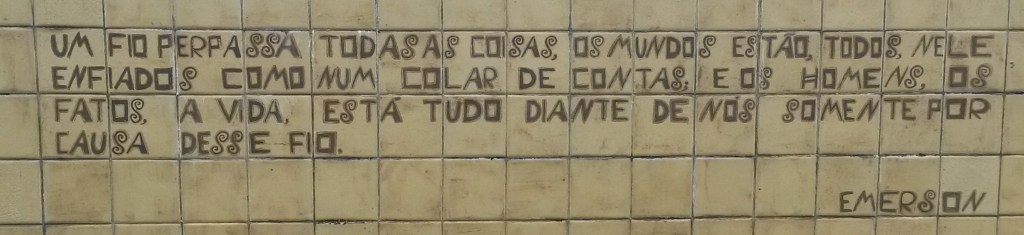 UM FIO PERPASSA TODAS AS COISAS, OS MUNDOS ESTÃO, TODOS, NELE
ENFIADOS COMO NUM COLAR DE CONTAS; E OS HOMENS, OS
FATOS, A VIDA, ESTÁ TUDO DIANTE DE NÓS SOMENTE POR
CAUSA DESSE FIO.
EMERSON